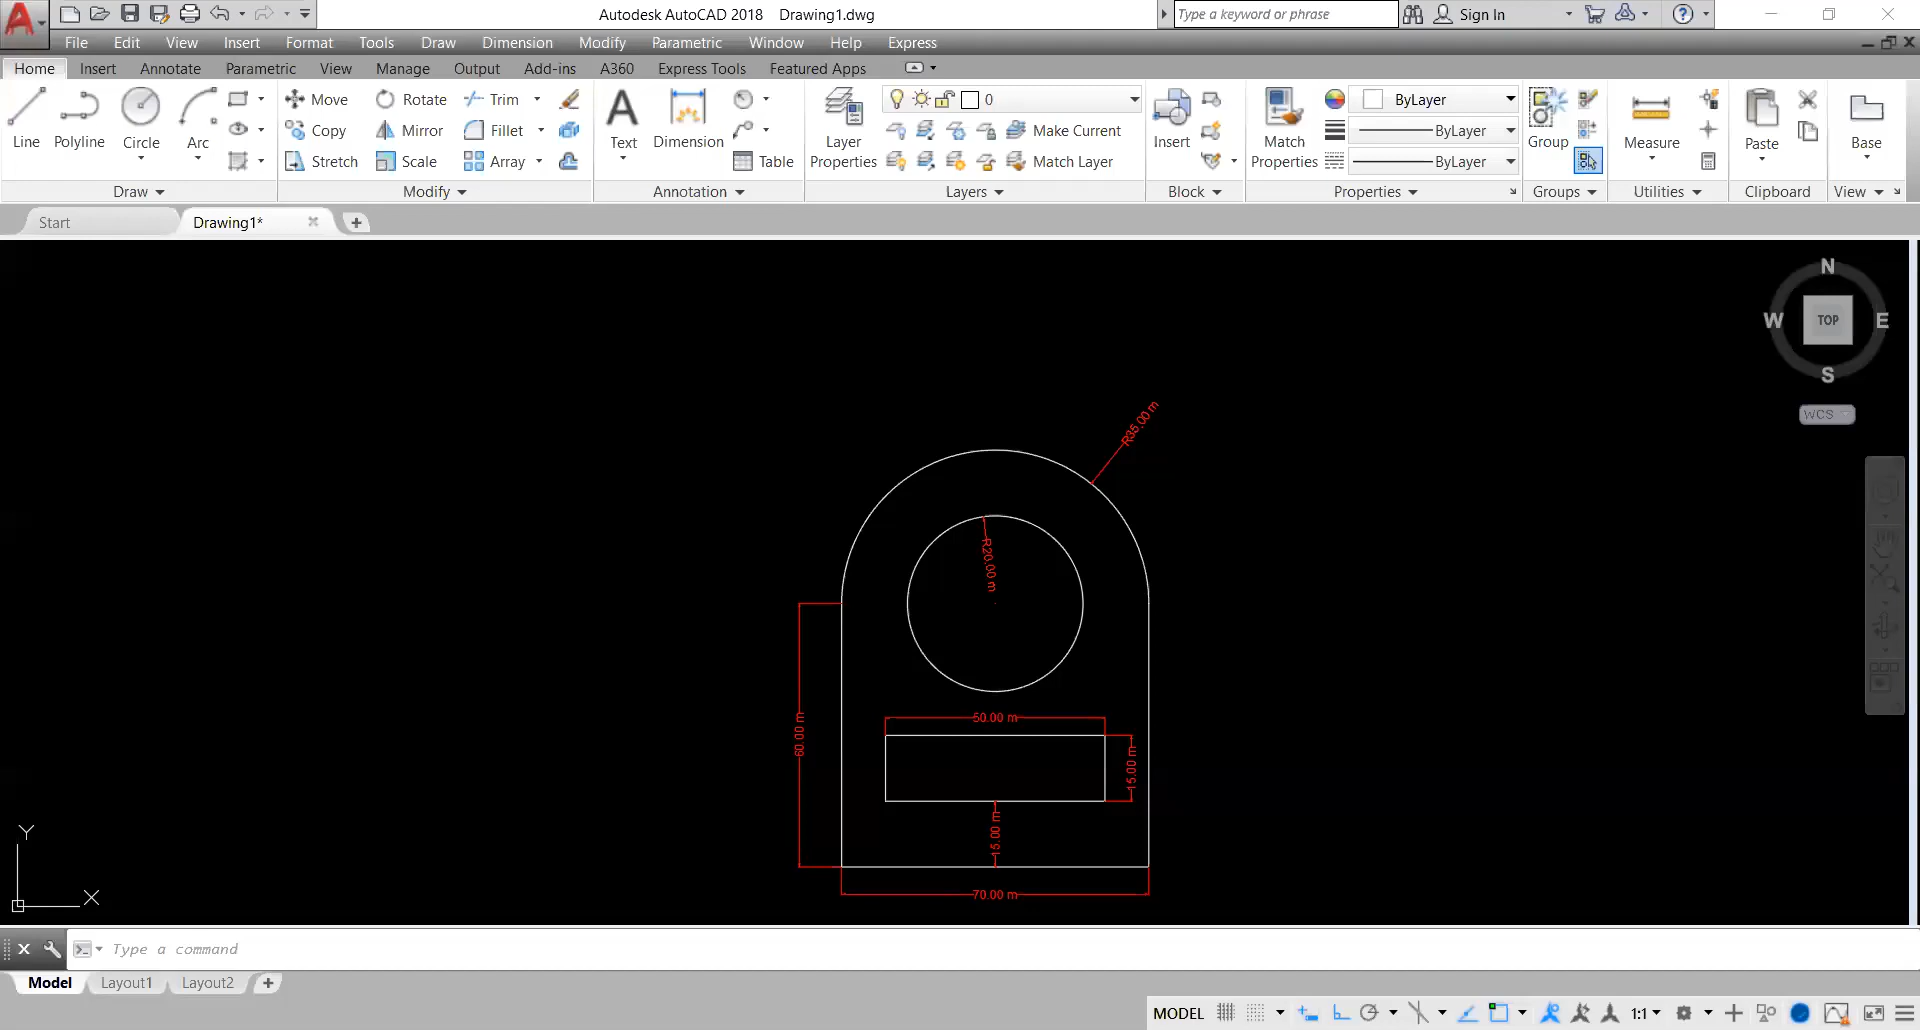 Autodesk AutoCAD 2018 Drawing1.dwg
Type a keyword or phrase
Sign In
File Edit View Insert Format Tools Draw Dimension Modify Parametric Window Help Express
Home Insert Annotate Parametric View Manage Output Add-ins A360 Express Tools Featured Apps
Line Polyline Circle Arc
Move Rotate Trim
Copy Mirror Fillet
Stretch Scale Array
Text Dimension Table
Layer Properties
0
Make Current
Match Layer
Insert
Match Properties
ByLayer
ByLayer
ByLayer
Group
Measure
Paste
Base
Draw Modify Annotation Layers Block Properties Groups Utilities Clipboard View
Start Drawing1*
N
W TOP E
S
WCS
R35.00 m
R20.00 m
50.00 m
60.00 m
15.00 m
15.00 m
70.00 m
Y
X
Type a command
Model Layout1 Layout2
MODEL 1:1